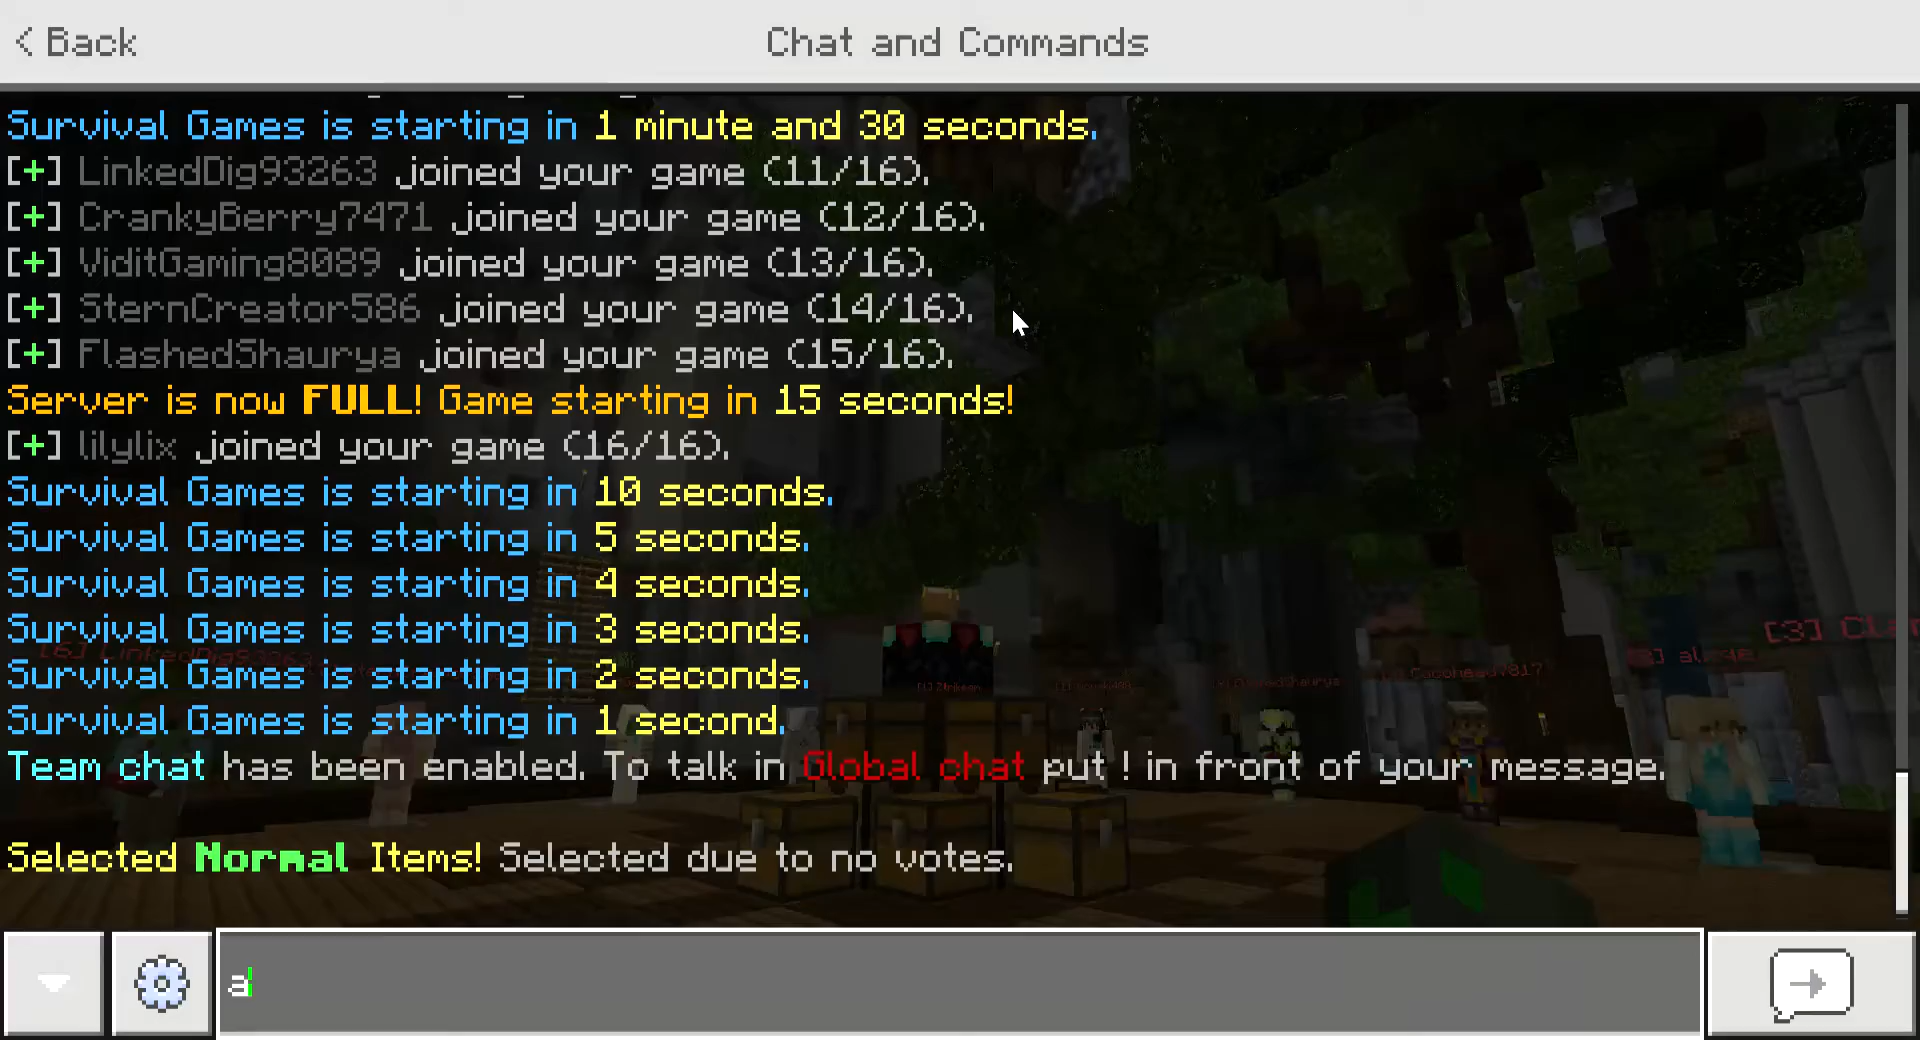 < Back
Chat and Commands
Survival Games is starting in 1 minute and 30 seconds.
[+] LinkedDig93263 joined your game (11/16).
[+] CrankyBerry7471 joined your game (12/16).
[+] ViditGaming8089 joined your game (13/16).
[+] SternCreator586 joined your game (14/16).
[+] FlashedShaurya joined your game (15/16).
Server is now FULL! Game starting in 15 seconds!
[+] lilylix joined your game (16/16).
Survival Games is starting in 10 seconds.
Survival Games is starting in 5 seconds.
Survival Games is starting in 4 seconds.
Survival Games is starting in 3 seconds.
[3] Cla
[6] LinkedDig93263
Survival Games is starting in 2 seconds.
FlashedShaurya
Cocohead7817
Survival Games is starting in 1 second.
Team chat has been enabled. To talk in Global chat put ! in front of your message.
Selected Normal Items! Selected due to no votes.
a